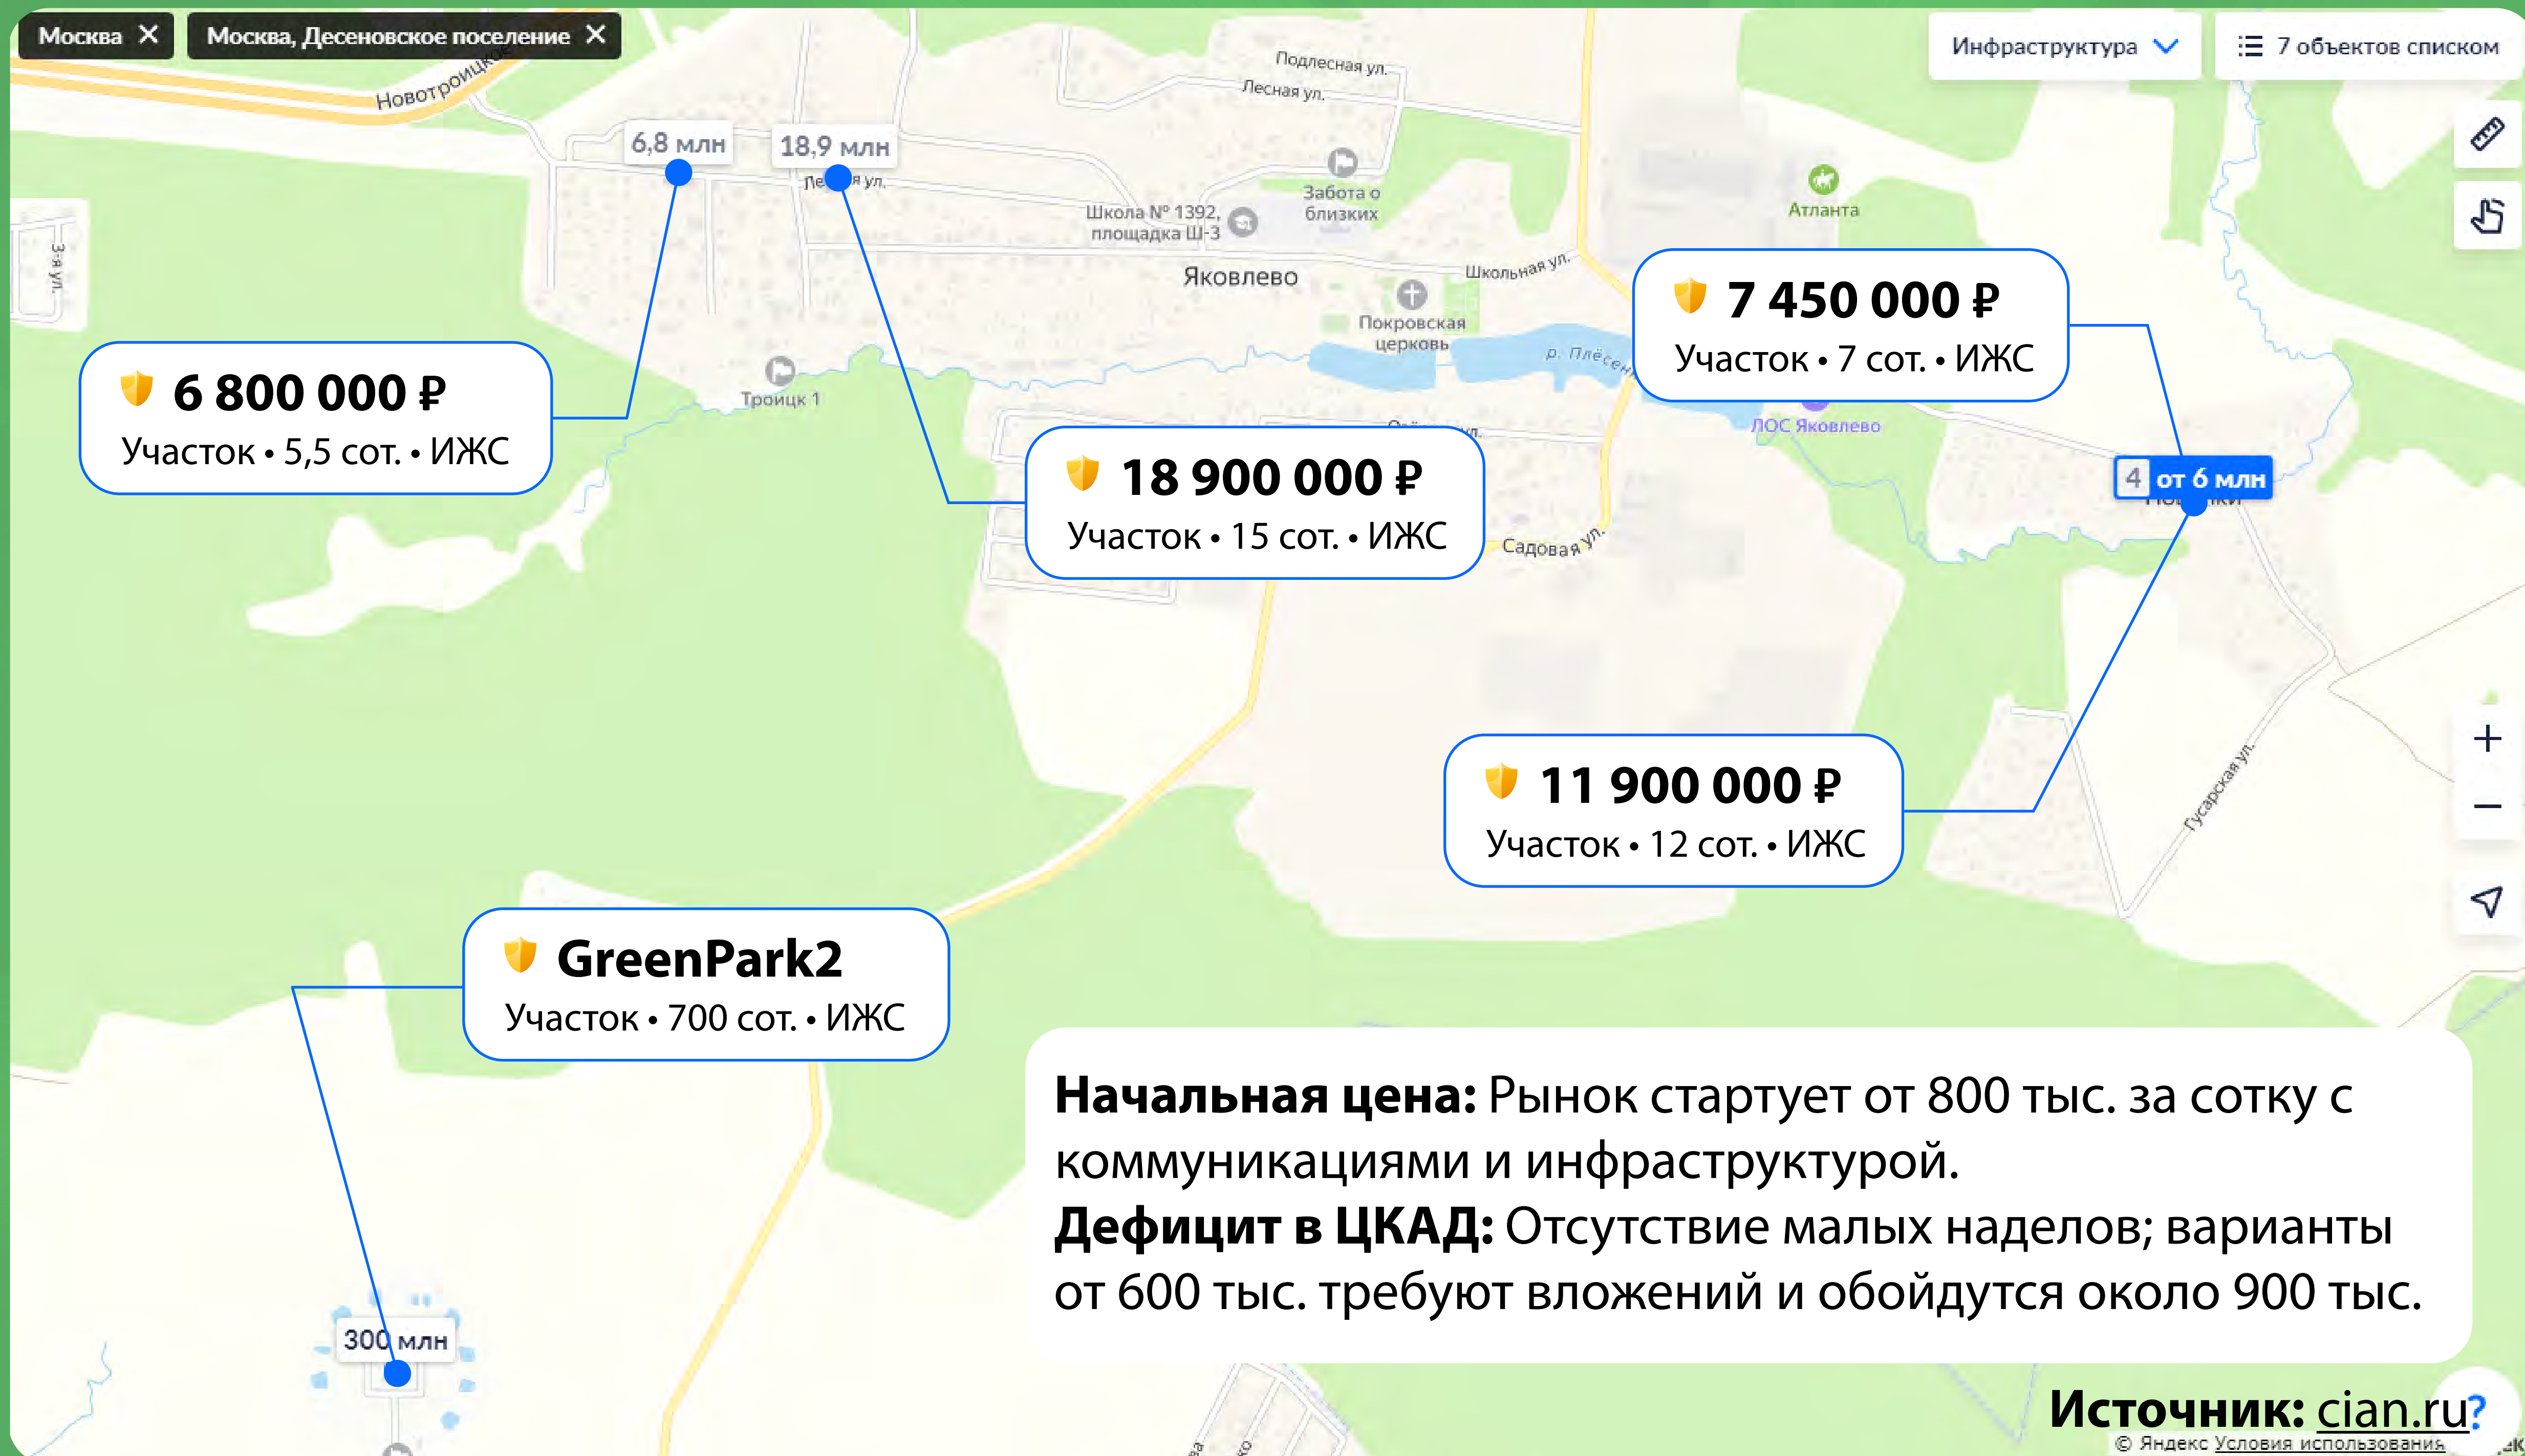 Москва ✕
Москва, Десеновское поселение ✕
Инфраструктура
7 объектов списком
Новотроицкое
Подлесная ул.
Лесная ул.
6,8 млн
18,9 млн
3-я ул.
Забота о
близких
Школа № 1392,
площадка Ш-3
Атланта
Яковлево
Школьная ул.
Покровская
церковь
Троицк 1
7 450 000 ₽
Участок • 7 сот. • ИЖС
6 800 000 ₽
Участок • 5,5 сот. • ИЖС
ЛОС Яковлево
18 900 000 ₽
Участок • 15 сот. • ИЖС
4 от 6 млн
Садовая ул.
11 900 000 ₽
Участок • 12 сот. • ИЖС
Гусарская ул.
GreenPark2
Участок • 700 сот. • ИЖС
300 млн
Начальная цена: Рынок стартует от 800 тыс. за сотку с
коммуникациями и инфраструктурой.
Дефицит в ЦКАД: Отсутствие малых наделов; варианты
от 600 тыс. требуют вложений и обойдутся около 900 тыс.
Источник: cian.ru
?
© Яндекс Условия использования